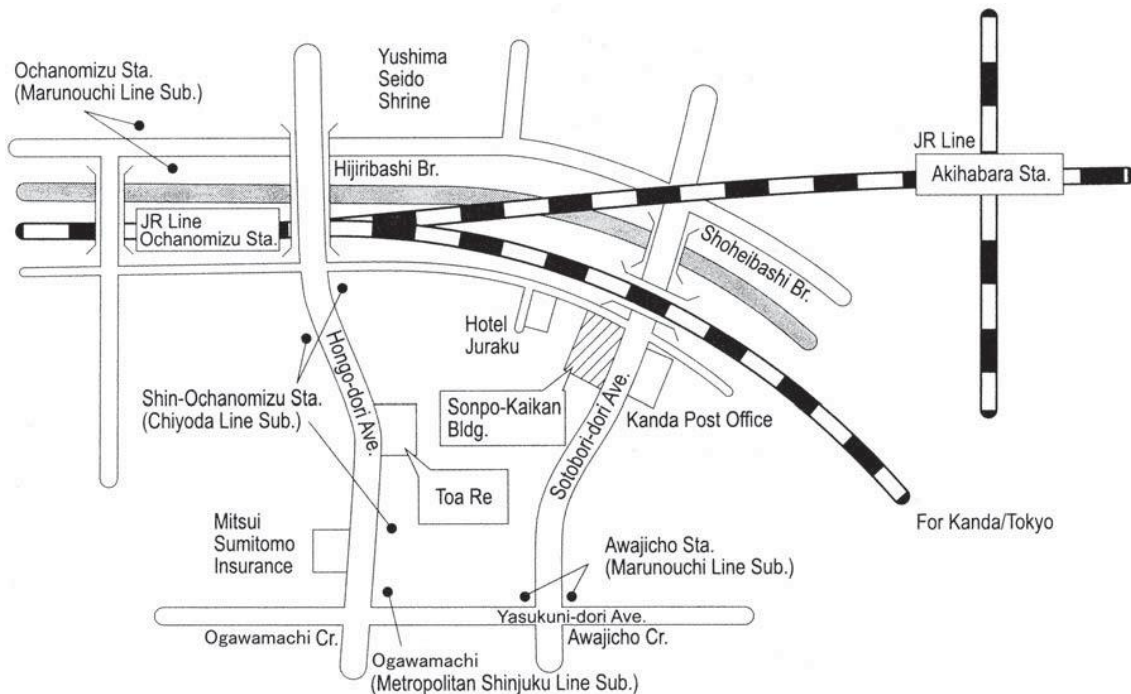 Yushima
Seido
Shrine
Ochanomizu Sta.
(Marunouchi Line Sub.)
JR Line
Akihabara Sta.
Hijiribashi Br.
JR Line
Ochanomizu Sta.
Shoheibashi Br.
Hotel
Juraku
Hongo-dori Ave.
Shin-Ochanomizu Sta.
(Chiyoda Line Sub.)
Sonpo-Kaikan
Bldg.
Sotobori-dori Ave.
Kanda Post Office
Toa Re
For Kanda/Tokyo
Mitsui
Sumitomo
Insurance
Awajicho Sta.
(Marunouchi Line Sub.)
Yasukuni-dori Ave.
Ogawamachi Cr.
Awajicho Cr.
Ogawamachi
(Metropolitan Shinjuku Line Sub.)